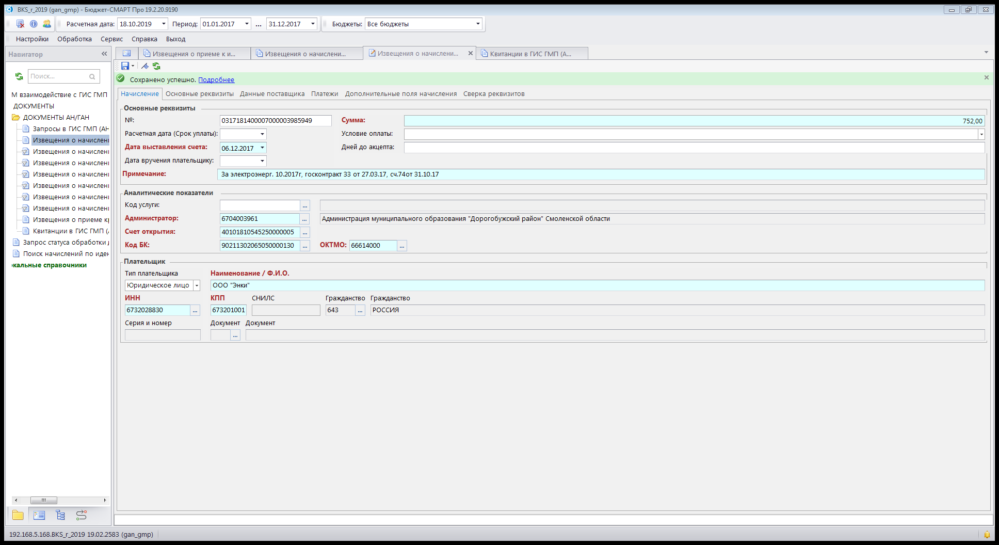 BKS_r_2019 (gan_gmp) - Бюджет-СМАРТ Про 19.2.20.9190
Расчетная дата: 18.10.2019 Период: 01.01.2017 ... 31.12.2017 Бюджеты: Все бюджеты
Настройки Обработка Сервис Справка Выход
Навигатор
Извещения о приеме к и... Извещения о начислени... Извещения о начислени... Квитанции в ГИС ГМП (А...
Поиск...
Сохранено успешно. Подробнее
М взаимодействие с ГИС ГМП
ДОКУМЕНТЫ
ДОКУМЕНТЫ АН/ГАН
Запросы в ГИС ГМП (АН
Извещения о начислени
Извещения о начислени
Извещения о начислени
Извещения о начислени
Извещения о начислени
Извещения о начислени
Извещения о начислени
Извещения о приеме к
Квитанции в ГИС ГМП (
Запрос статуса обработки
Поиск начислений по иден
кальные справочники
Начисление Основные реквизиты Данные поставщика Платежи Дополнительные поля начисления Сверка реквизитов
Основные реквизиты
№: 0317181400007000003985949 Сумма: 752,00
Расчетная дата (Срок уплаты): Условие оплаты:
Дата выставления счета: 06.12.2017 Дней до акцепта:
Дата вручения плательщику:
Примечание: За электроэнерг. 10.2017г, госконтракт 33 от 27.03.17, сч.74от 31.10.17
Аналитические показатели
Код услуги: ...
Администратор: 6704003961 ... Администрация муниципального образования "Дорогобужский район" Смоленской области
Счет открытия: 40101810545250000005 ...
Код БК: 90211302065050000130 ... ОКТМО: 66614000 ...
Плательщик
Тип плательщика Наименование / Ф.И.О.
Юридическое лицо ООО "Энки"
ИНН КПП СНИЛС Гражданство Гражданство
6732028830 ... 673201001 643 ... РОССИЯ
Серия и номер Документ Документ
...
192.168.5.168.BKS_r_2019 19.02.2583 (gan_gmp)